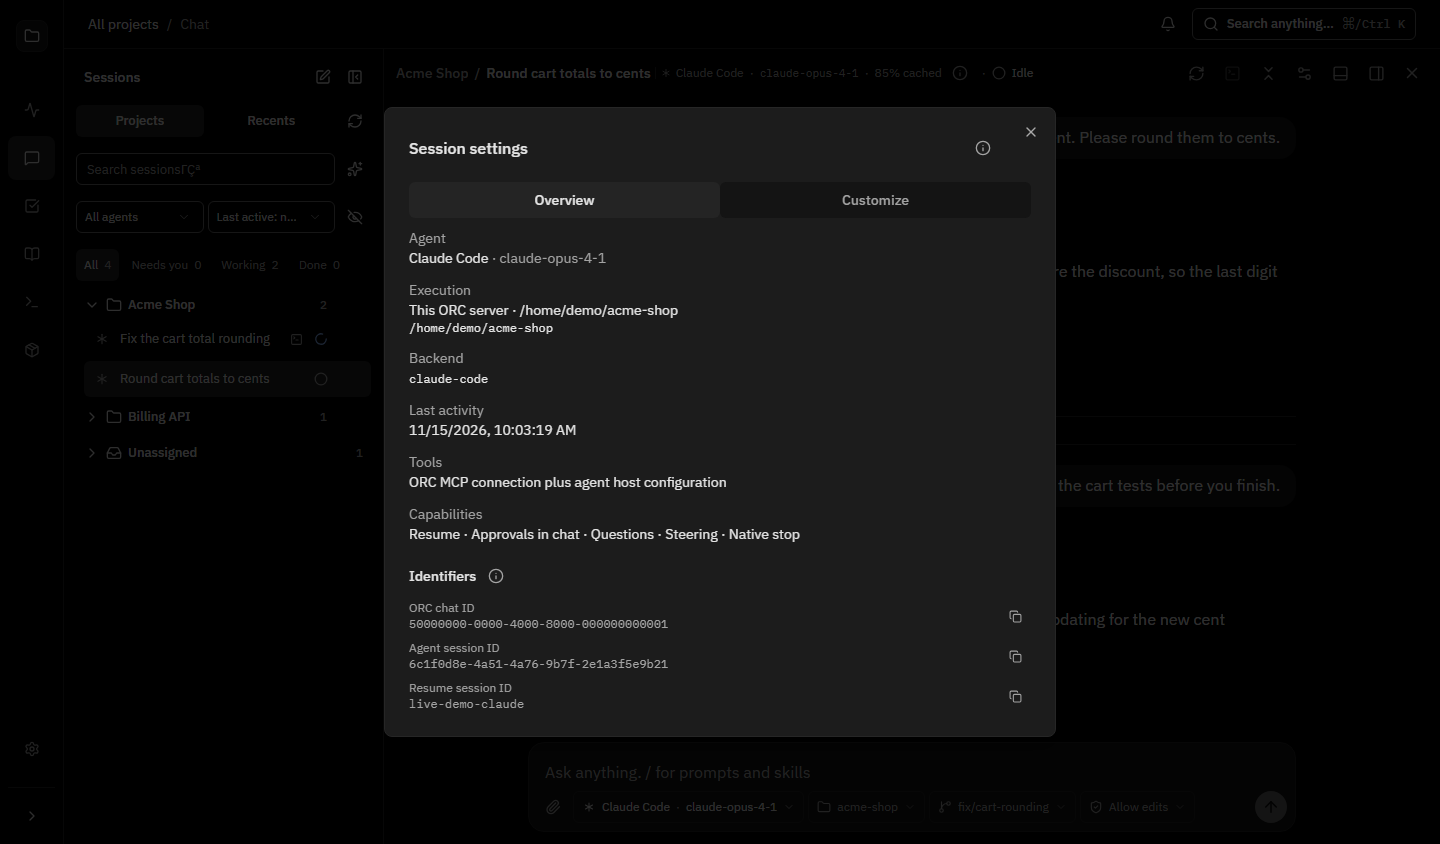 All projects / Chat
Search anything... ⌘/Ctrl K
Sessions
Projects
Recents
Search sessionsΓÇª
All agents
Last active: n...
All 4
Needs you 0
Working 2
Done 0
Acme Shop 2
Fix the cart total rounding
Round cart totals to cents
Billing API 1
Unassigned 1
Acme Shop / Round cart totals to cents
Claude Code · claude-opus-4-1 · 85% cached
· Idle
nt. Please round them to cents.
re the discount, so the last digit
the cart tests before you finish.
odating for the new cent
Session settings
Overview
Customize
Agent
Claude Code · claude-opus-4-1
Execution
This ORC server · /home/demo/acme-shop
/home/demo/acme-shop
Backend
claude-code
Last activity
11/15/2026, 10:03:19 AM
Tools
ORC MCP connection plus agent host configuration
Capabilities
Resume · Approvals in chat · Questions · Steering · Native stop
Identifiers
ORC chat ID
50000000-0000-4000-8000-000000000001
Agent session ID
6c1f0d8e-4a51-4a76-9b7f-2e1a3f5e9b21
Resume session ID
live-demo-claude
Ask anything. / for prompts and skills
Claude Code · claude-opus-4-1
acme-shop
fix/cart-rounding
Allow edits